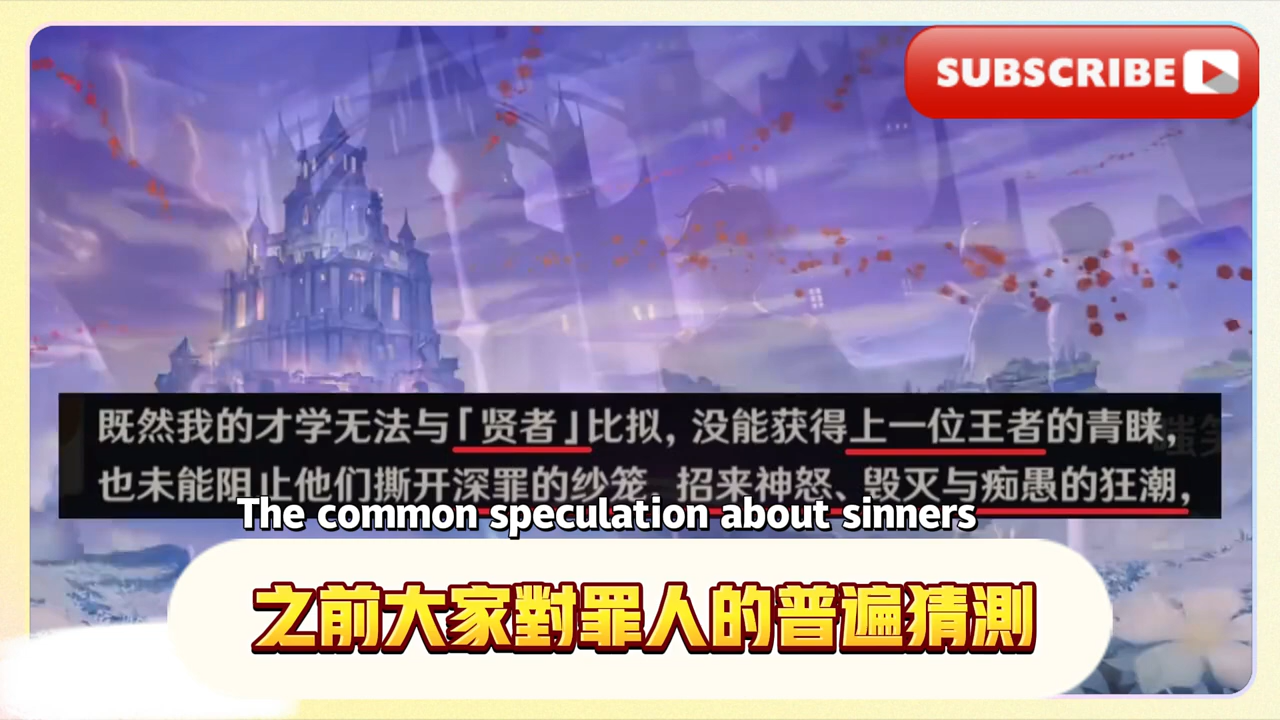 SUBSCRIBE
既然我的才学无法与「贤者」比拟，没能获得上一位王者的青睐，
也未能阻止他们撕开深罪的纱笼，招来神怒、毁灭与痴愚的狂潮，
The common speculation about sinners
之前大家對罪人的普遍猜測